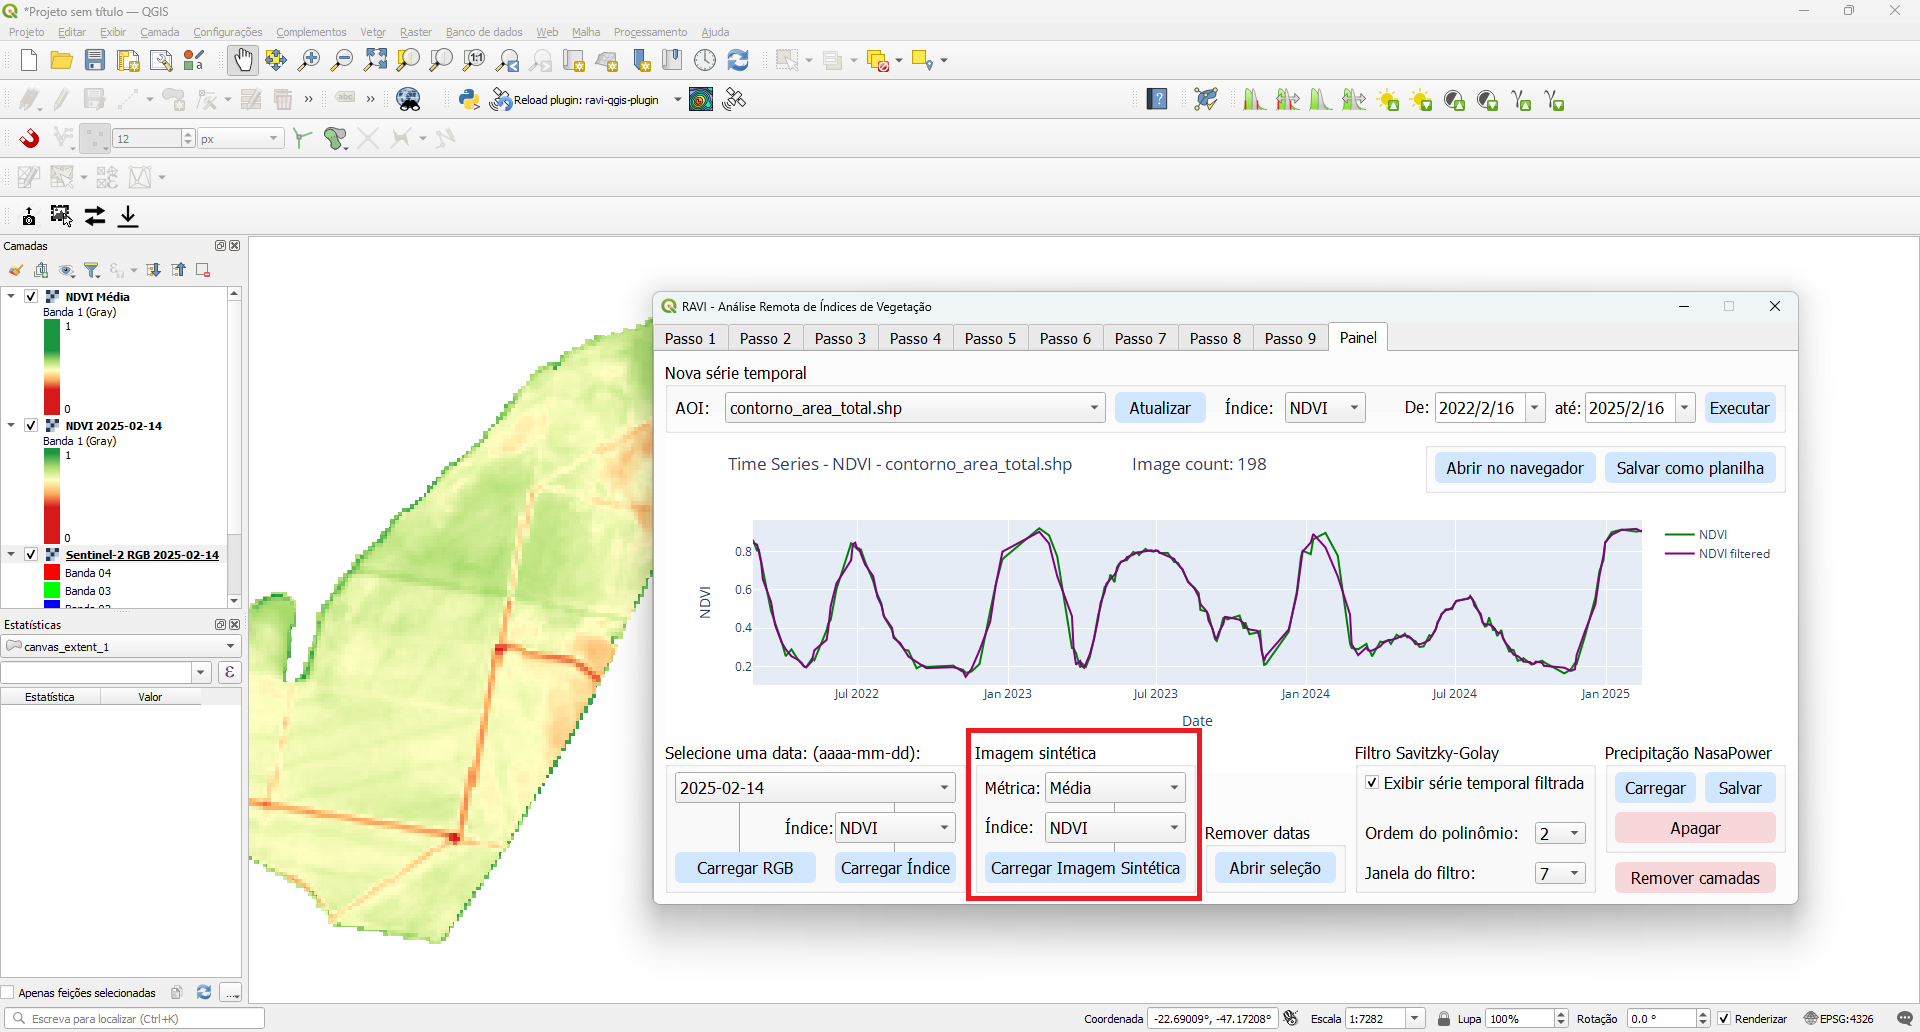 *Projeto sem título — QGIS
Projeto Editar Exibir Camada Configurações Complementos Vetor Raster Banco de dados Web Malha Processamento Ajuda
Reload plugin: ravi-qgis-plugin
12 px
Camadas
NDVI Média
Banda 1 (Gray)
1
0
NDVI 2025-02-14
Banda 1 (Gray)
1
0
Sentinel-2 RGB 2025-02-14
Banda 04
Banda 03
Estatísticas
canvas_extent_1
ε
Estatística Valor
Apenas feições selecionadas
...
RAVI - Análise Remota de Índices de Vegetação
Passo 1 Passo 2 Passo 3 Passo 4 Passo 5 Passo 6 Passo 7 Passo 8 Passo 9 Painel
Nova série temporal
AOI: contorno_area_total.shp Atualizar Índice: NDVI De: 2022/2/16 até: 2025/2/16 Executar
Time Series - NDVI - contorno_area_total.shp Image count: 198
Abrir no navegador Salvar como planilha
NDVI
0.8
0.6
0.4
0.2
Jul 2022 Jan 2023 Jul 2023 Jan 2024 Jul 2024 Jan 2025
Date
NDVI
NDVI filtered
Selecione uma data: (aaaa-mm-dd):
2025-02-14
Índice: NDVI
Carregar RGB Carregar Índice
Imagem sintética
Métrica: Média
Índice: NDVI
Carregar Imagem Sintética
Remover datas
Abrir seleção
Filtro Savitzky-Golay
Exibir série temporal filtrada
Ordem do polinômio: 2
Janela do filtro: 7
Precipitação NasaPower
Carregar Salvar
Apagar
Remover camadas
Escreva para localizar (Ctrl+K)
Coordenada -22.69009°, -47.17208° Escala 1:7282 Lupa 100% Rotação 0.0 ° Renderizar EPSG:4326